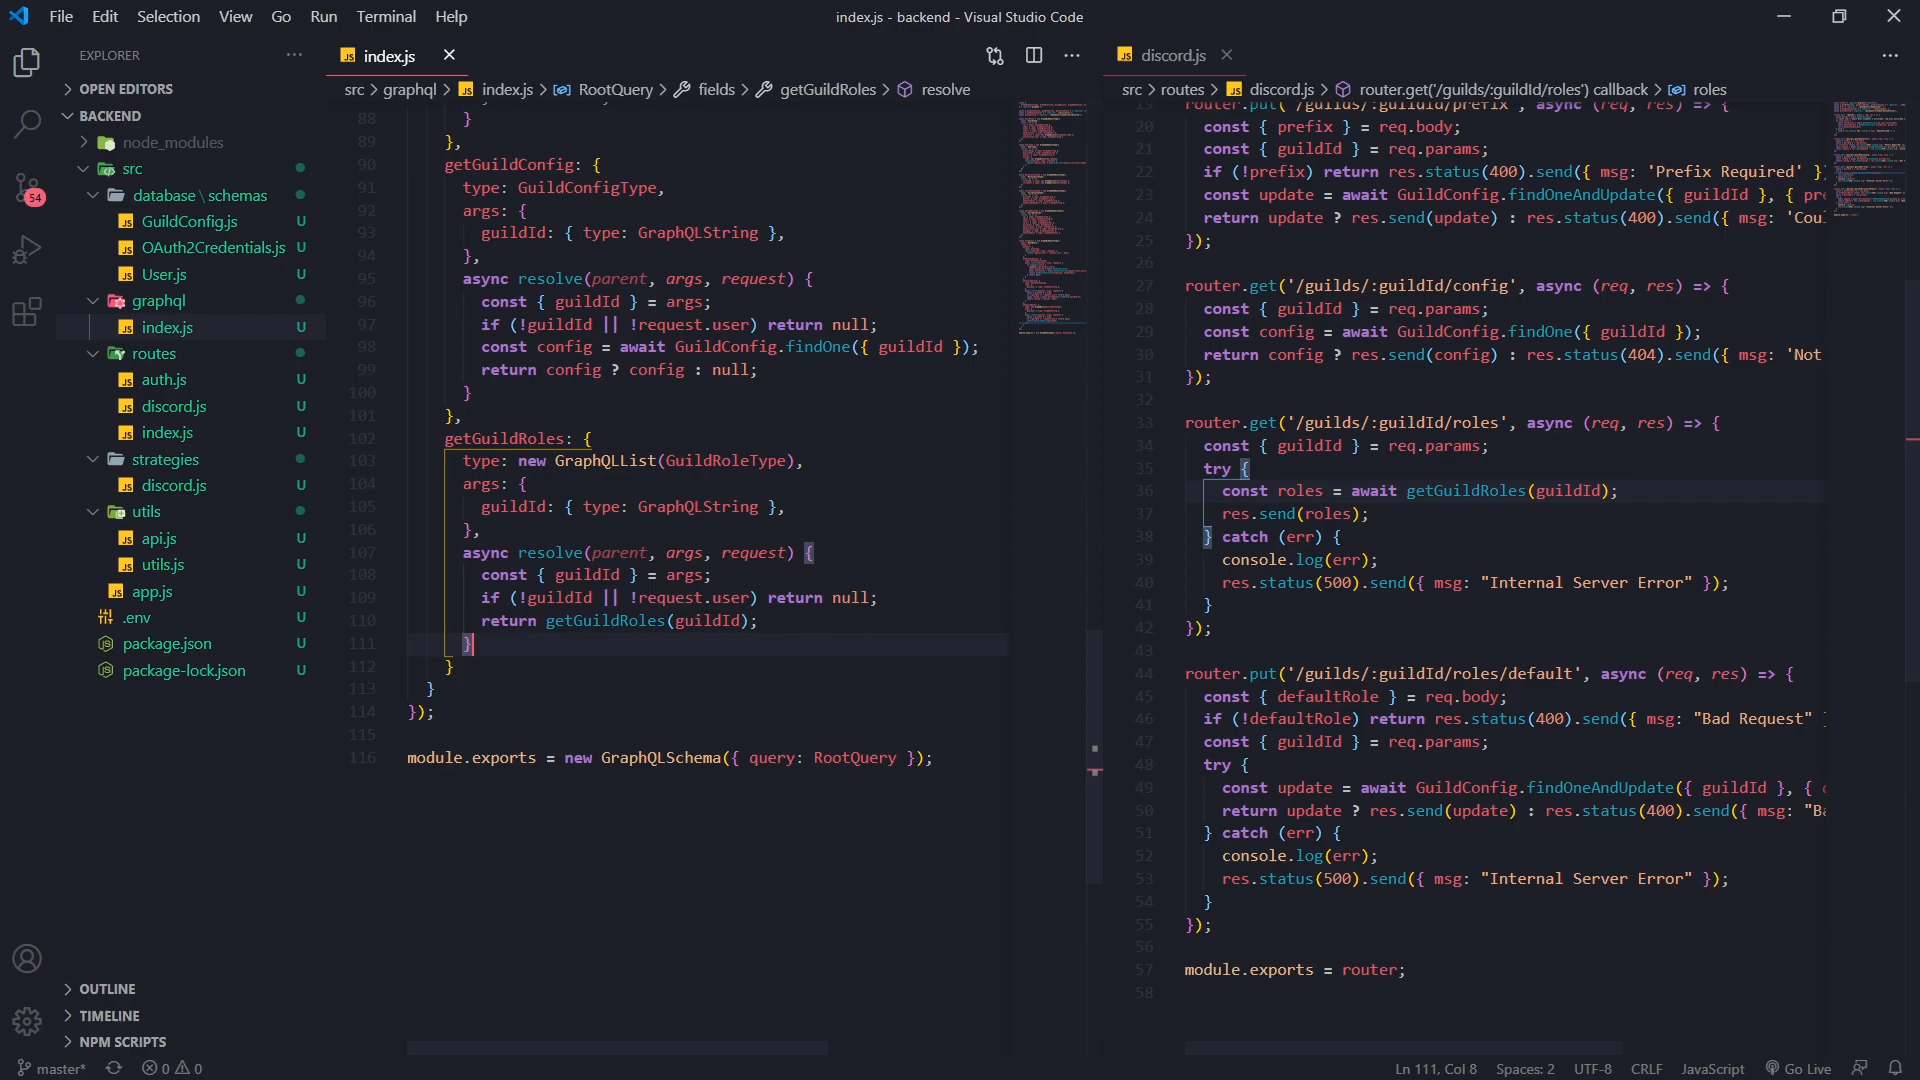 File Edit Selection View Go Run Terminal Help
index.js - backend - Visual Studio Code
EXPLORER
OPEN EDITORS
BACKEND
node_modules
src
database \ schemas
GuildConfig.js U
OAuth2Credentials.js U
User.js U
graphql
index.js U
routes
auth.js U
discord.js U
index.js U
strategies
discord.js U
utils
api.js U
utils.js U
app.js U
.env U
package.json U
package-lock.json U
OUTLINE
TIMELINE
NPM SCRIPTS
54
index.js
src > graphql > index.js > RootQuery > fields > getGuildRoles > resolve
88 }
89 },
90 getGuildConfig: {
91 type: GuildConfigType,
92 args: {
93 guildId: { type: GraphQLString },
94 },
95 async resolve(parent, args, request) {
96 const { guildId } = args;
97 if (!guildId || !request.user) return null;
98 const config = await GuildConfig.findOne({ guildId });
99 return config ? config : null;
100 }
101 },
102 getGuildRoles: {
103 type: new GraphQLList(GuildRoleType),
104 args: {
105 guildId: { type: GraphQLString },
106 },
107 async resolve(parent, args, request) {
108 const { guildId } = args;
109 if (!guildId || !request.user) return null;
110 return getGuildRoles(guildId);
111 }
112 }
113 }
114 });
115
116 module.exports = new GraphQLSchema({ query: RootQuery });
discord.js
src > routes > discord.js > router.get('/guilds/:guildId/roles') callback > roles
19 router.put('/guilds/:guildId/prefix', async (req, res) => {
20 const { prefix } = req.body;
21 const { guildId } = req.params;
22 if (!prefix) return res.status(400).send({ msg: 'Prefix Required' })
23 const update = await GuildConfig.findOneAndUpdate({ guildId }, { pre
24 return update ? res.send(update) : res.status(400).send({ msg: 'Coul
25 });
26
27 router.get('/guilds/:guildId/config', async (req, res) => {
28 const { guildId } = req.params;
29 const config = await GuildConfig.findOne({ guildId });
30 return config ? res.send(config) : res.status(404).send({ msg: 'Not
31 });
32
33 router.get('/guilds/:guildId/roles', async (req, res) => {
34 const { guildId } = req.params;
35 try {
36 const roles = await getGuildRoles(guildId);
37 res.send(roles);
38 } catch (err) {
39 console.log(err);
40 res.status(500).send({ msg: "Internal Server Error" });
41 }
42 });
43
44 router.put('/guilds/:guildId/roles/default', async (req, res) => {
45 const { defaultRole } = req.body;
46 if (!defaultRole) return res.status(400).send({ msg: "Bad Request" }
47 const { guildId } = req.params;
48 try {
49 const update = await GuildConfig.findOneAndUpdate({ guildId }, {
50 return update ? res.send(update) : res.status(400).send({ msg: "Ba
51 } catch (err) {
52 console.log(err);
53 res.status(500).send({ msg: "Internal Server Error" });
54 }
55 });
56
57 module.exports = router;
58
master* 0 0 Ln 111, Col 8 Spaces: 2 UTF-8 CRLF JavaScript Go Live